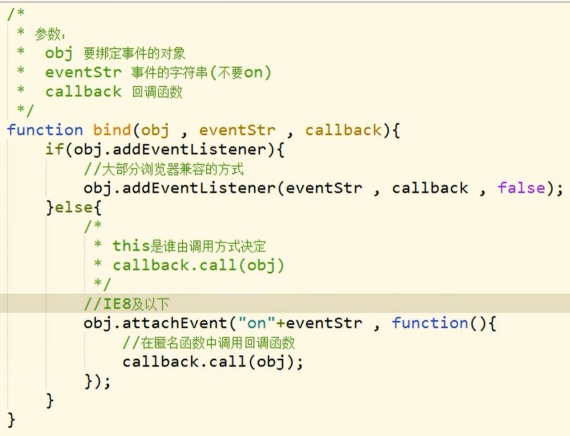 /*
 * 参数:
 *  obj 要绑定事件的对象
 *  eventStr 事件的字符串(不要on)
 *  callback 回调函数
 */
function bind(obj , eventStr , callback){
    if(obj.addEventListener){
        //大部分浏览器兼容的方式
        obj.addEventListener(eventStr , callback , false);
    }else{
        /*
         * this是谁由调用方式决定
         * callback.call(obj)
         */
        //IE8及以下
        obj.attachEvent("on"+eventStr , function(){
            //在匿名函数中调用回调函数
            callback.call(obj);
        });
    }
}